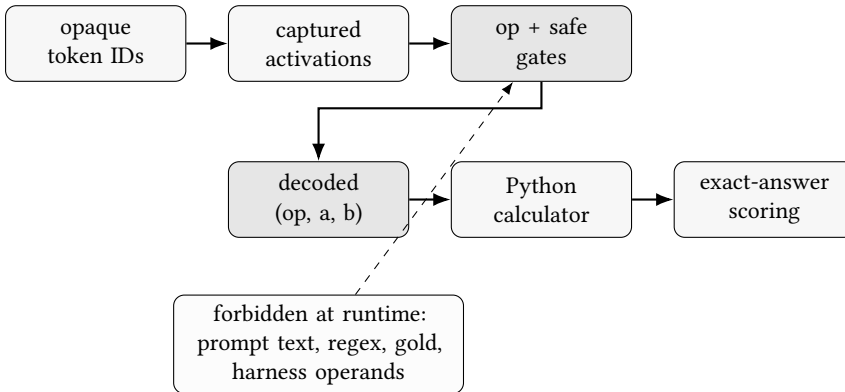 opaque
token IDs
captured
activations
op + safe
gates
decoded
(op, a, b)
Python
calculator
exact-answer
scoring
forbidden at runtime:
prompt text, regex, gold,
harness operands